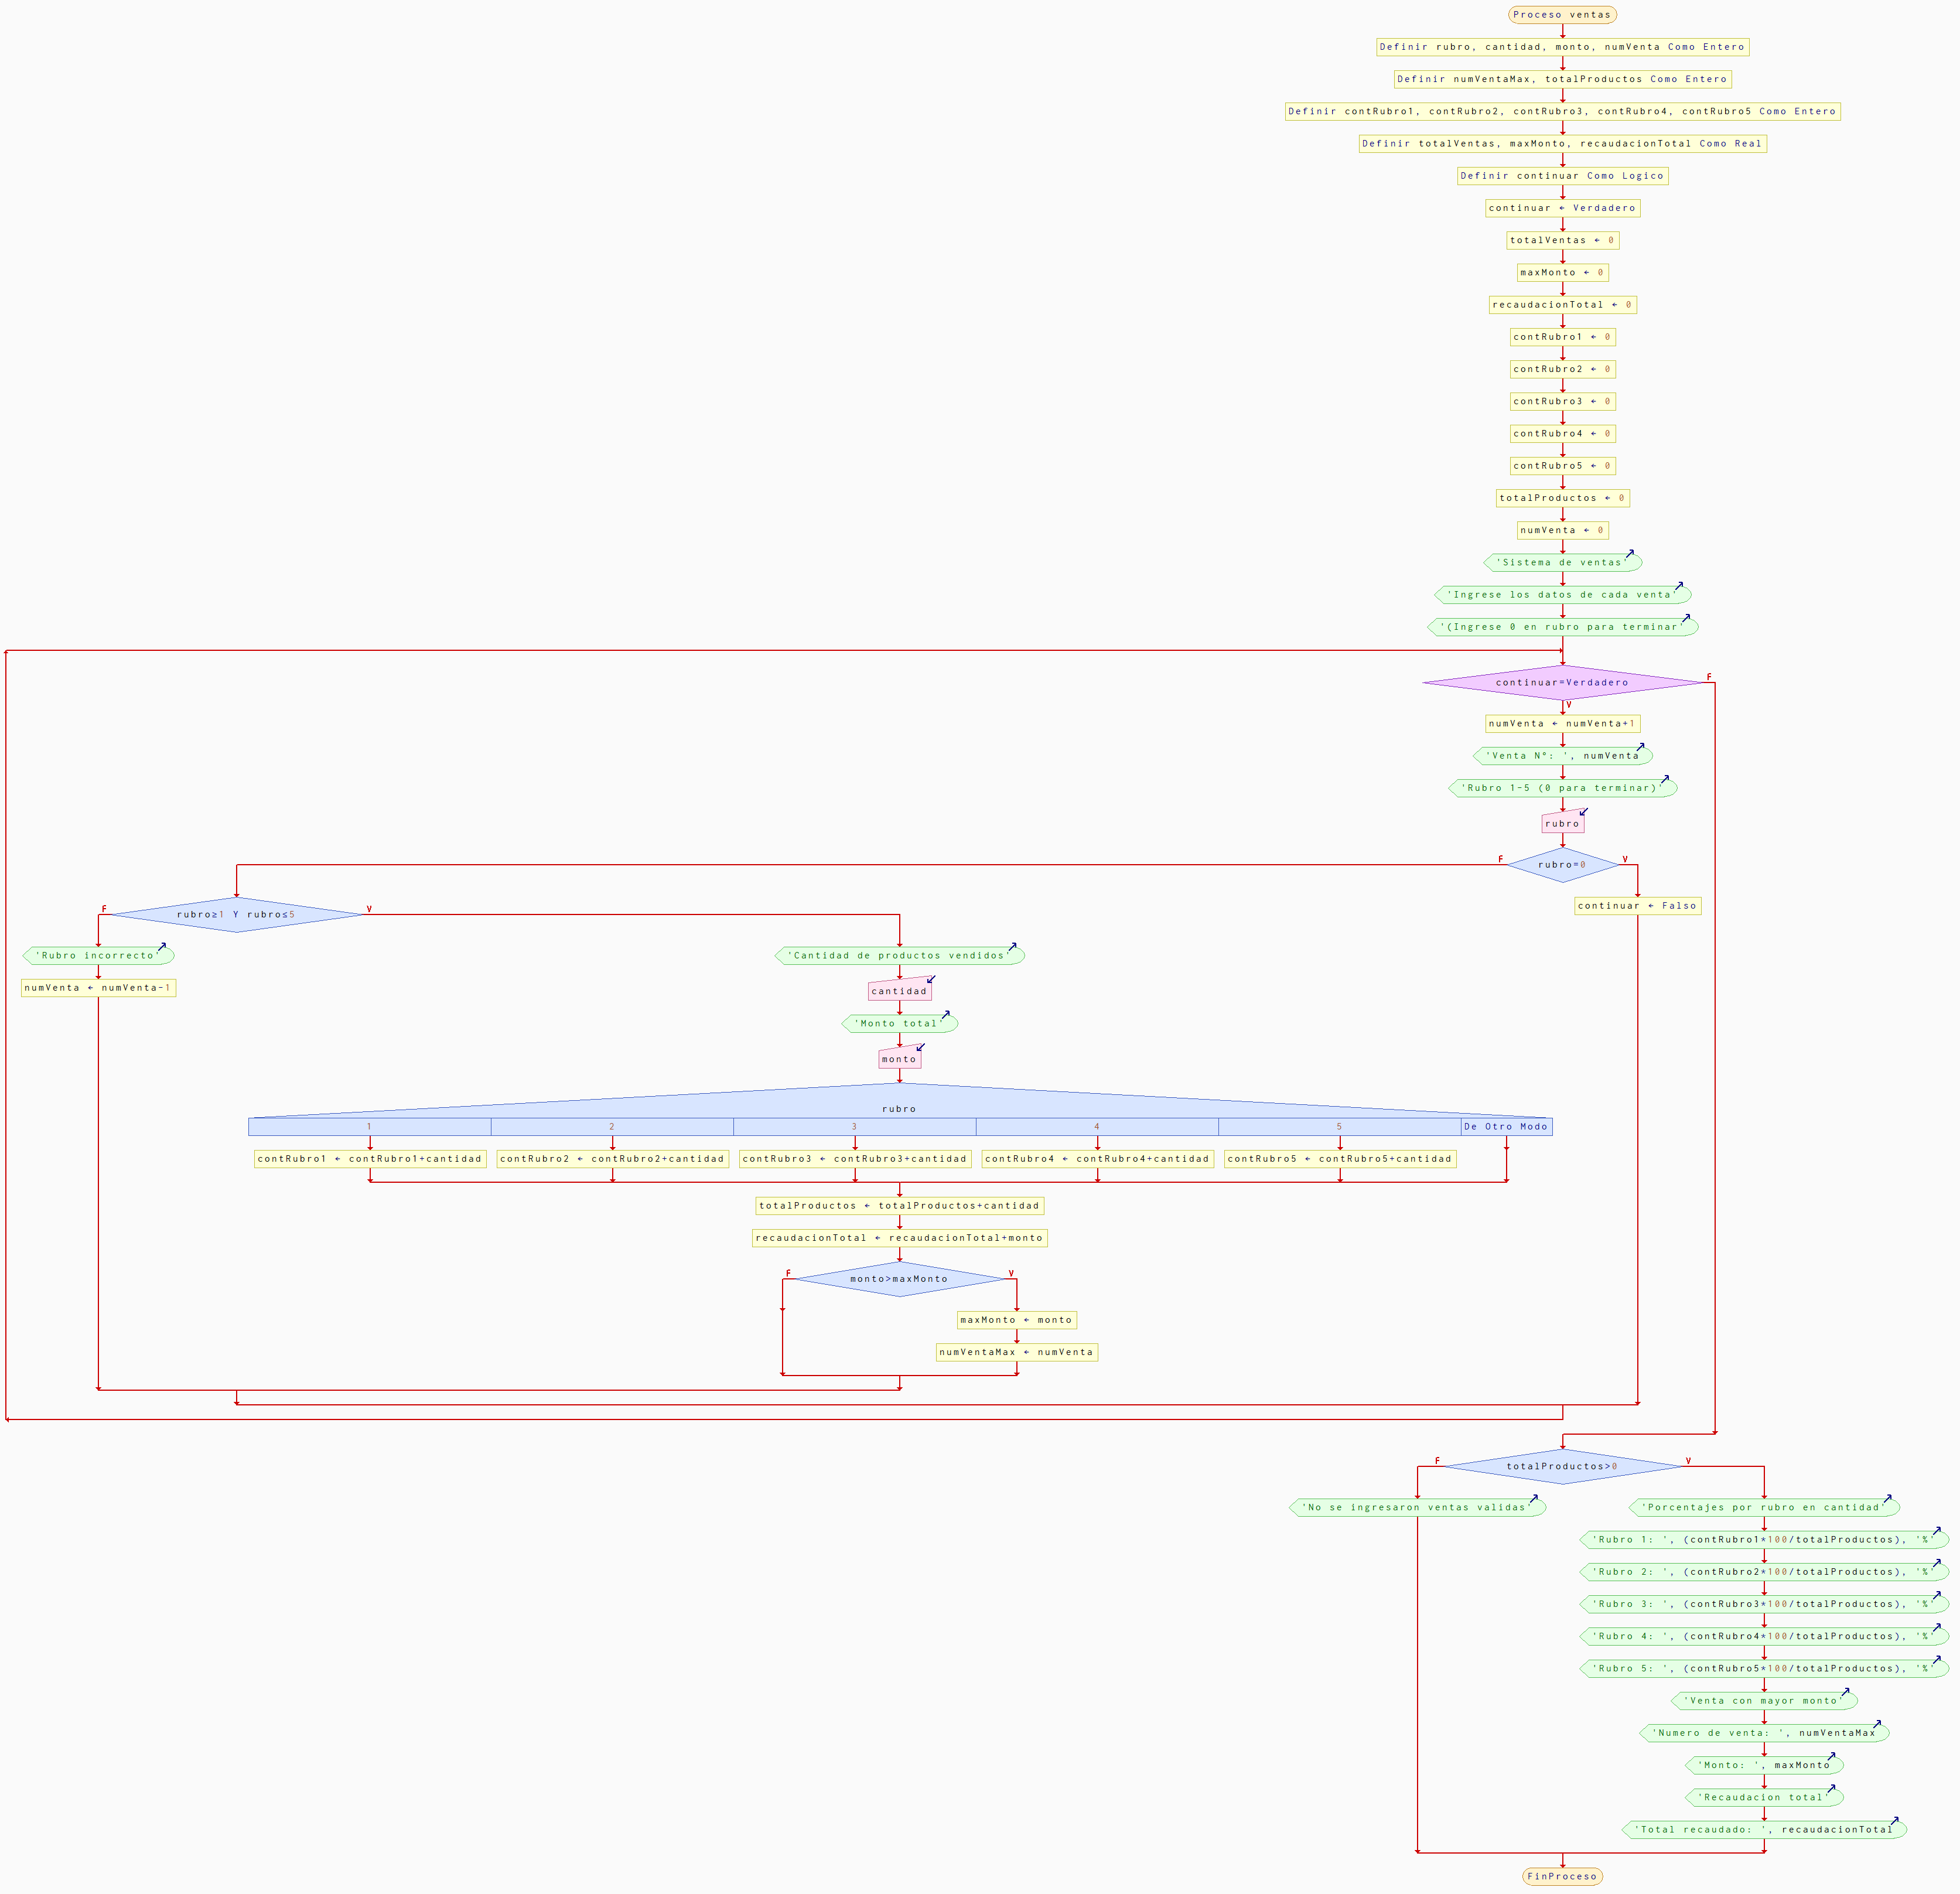 Proceso ventas
Definir rubro, cantidad, monto, numVenta Como Entero
Definir numVentaMax, totalProductos Como Entero
Definir contRubro1, contRubro2, contRubro3, contRubro4, contRubro5 Como Entero
Definir totalVentas, maxMonto, recaudacionTotal Como Real
Definir continuar Como Logico
continuar ← Verdadero
totalVentas ← 0
maxMonto ← 0
recaudacionTotal ← 0
contRubro1 ← 0
contRubro2 ← 0
contRubro3 ← 0
contRubro4 ← 0
contRubro5 ← 0
totalProductos ← 0
numVenta ← 0
'Sistema de ventas'
'Ingrese los datos de cada venta'
'(Ingrese 0 en rubro para terminar'
continuar=Verdadero
F
V
numVenta ← numVenta+1
'Venta N°: ', numVenta
'Rubro 1-5 (0 para terminar)'
rubro
F
rubro=0
V
continuar ← Falso
F
rubro≥1 Y rubro≤5
V
'Rubro incorrecto'
numVenta ← numVenta-1
'Cantidad de productos vendidos'
cantidad
'Monto total'
monto
rubro
1
2
3
4
5
De Otro Modo
contRubro1 ← contRubro1+cantidad
contRubro2 ← contRubro2+cantidad
contRubro3 ← contRubro3+cantidad
contRubro4 ← contRubro4+cantidad
contRubro5 ← contRubro5+cantidad
totalProductos ← totalProductos+cantidad
recaudacionTotal ← recaudacionTotal+monto
F
monto>maxMonto
V
maxMonto ← monto
numVentaMax ← numVenta
F
totalProductos>0
V
'No se ingresaron ventas validas'
'Porcentajes por rubro en cantidad'
'Rubro 1: ', (contRubro1*100/totalProductos), '%'
'Rubro 2: ', (contRubro2*100/totalProductos), '%'
'Rubro 3: ', (contRubro3*100/totalProductos), '%'
'Rubro 4: ', (contRubro4*100/totalProductos), '%'
'Rubro 5: ', (contRubro5*100/totalProductos), '%'
'Venta con mayor monto'
'Numero de venta: ', numVentaMax
'Monto: ', maxMonto
'Recaudacion total'
'Total recaudado: ', recaudacionTotal
FinProceso